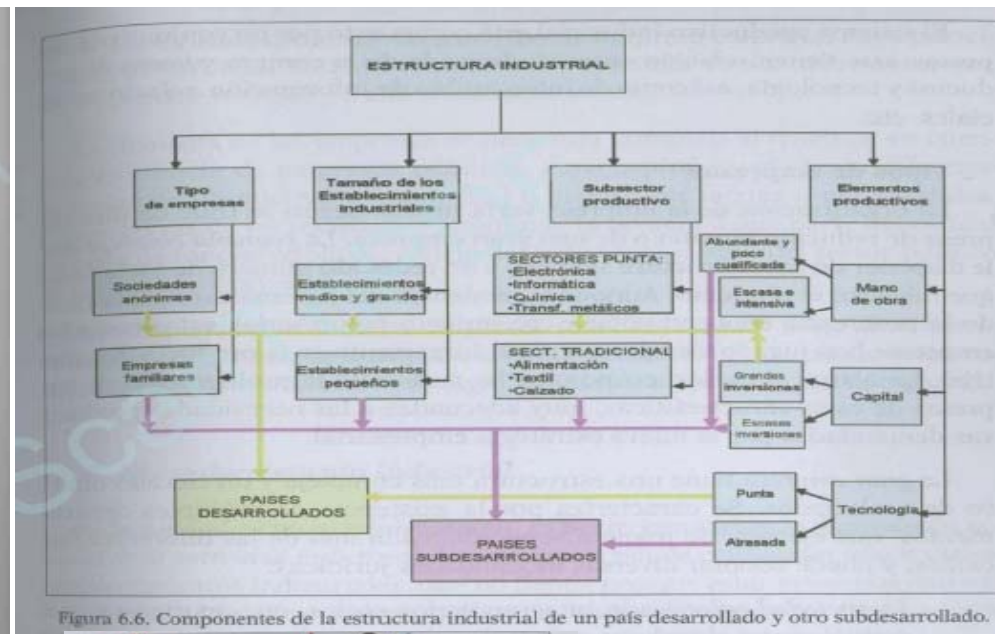 ESTRUCTURA INDUSTRIAL
Tipo
de empresas
Tamaño de los
Establecimientos
industriales
Subsector
productivo
Elementos
productivos
Sociedades
anónimas
Establecimientos
medios y grandes
SECTORES PUNTA:
•Electrónica
•Informática
•Química
•Transf. metálicos
Abundante y
poco
cualificada
Escasa e
intensiva
Mano
de obra
Empresas
familiares
Establecimientos
pequeños
SECT. TRADICIONAL
•Alimentación
•Textil
•Calzado
Grandes
inversiones
Escasas
inversiones
Capital
PAISES
DESARROLLADOS
PAISES
SUBDESARROLLADOS
Punta
Atrasada
Tecnología
Figura 6.6. Componentes de la estructura industrial de un país desarrollado y otro subdesarrollado.